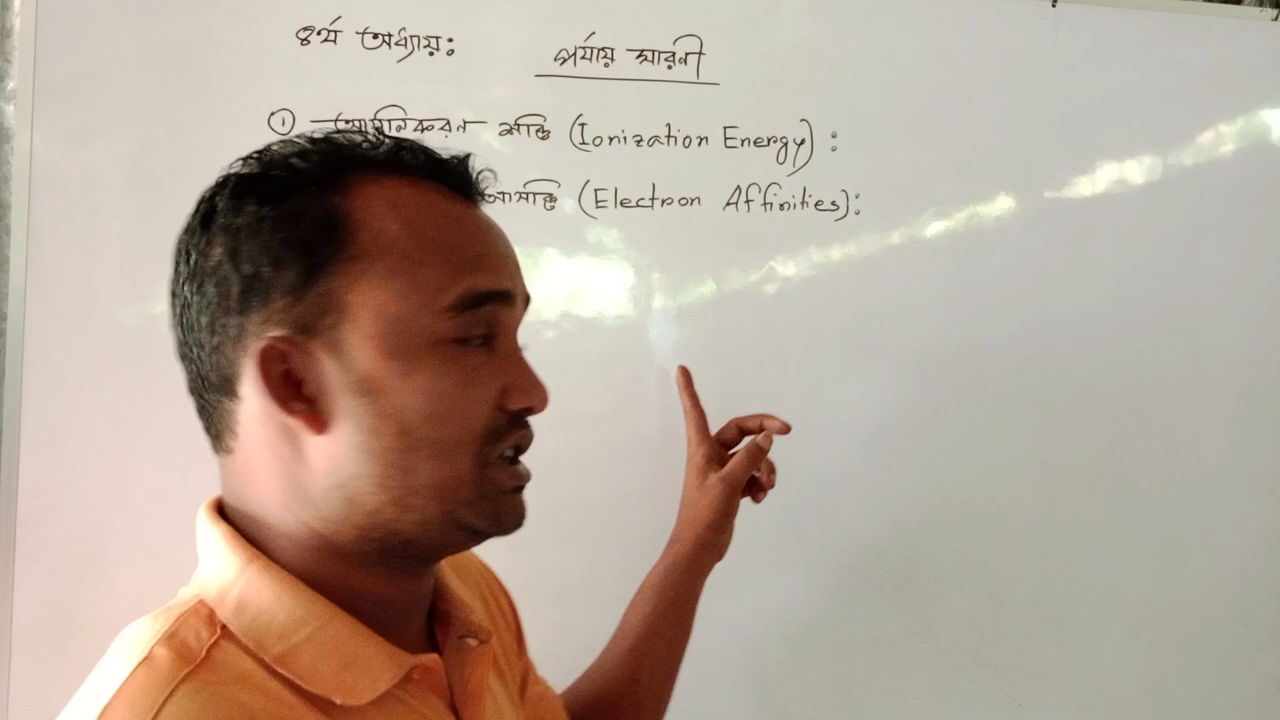 ৪র্থ অধ্যায়:
পর্যায় সারণী
① আয়নিকরণ শক্তি (Ionization Energy) :
আসক্তি (Electron Affinities):